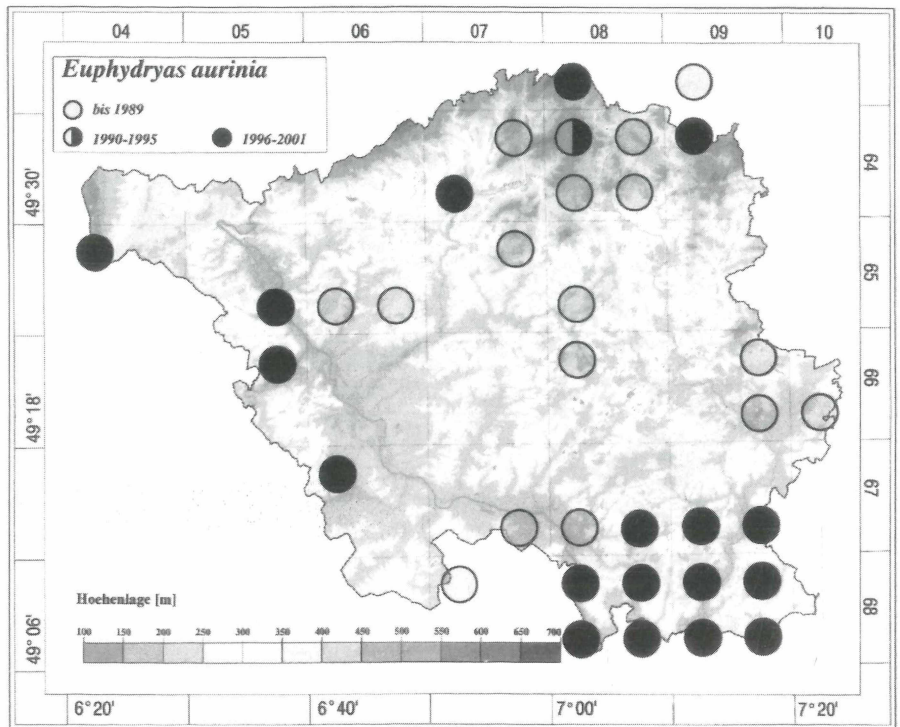 04 05 06 07 08 09 10
Euphydryas aurinia
bis 1989
1990-1995 1996-2001
64
49° 30'
65
66
49° 18'
67
68
49° 06'
Hoehenlage [m]
100 150 200 250 300 350 400 450 500 550 600 650 700
6° 20' 6° 40' 7° 00' 7° 20'